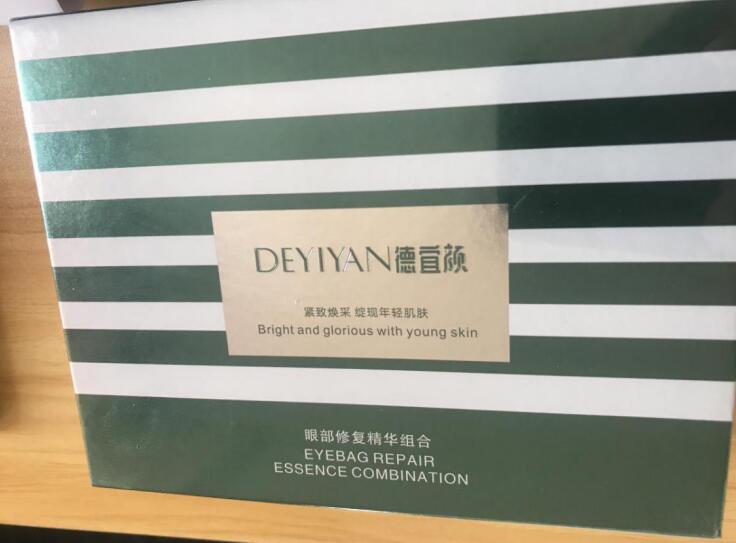 DEYIYAN德宜颜
紧致焕采 绽现年轻肌肤
Bright and glorious with young skin
眼部修复精华组合
EYEBAG REPAIR
ESSENCE COMBINATION